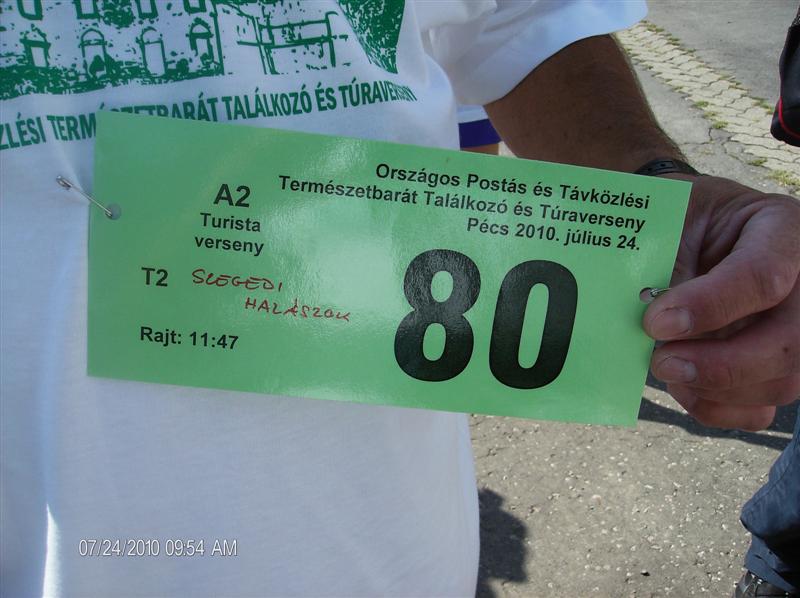 ZLÉSI TERMÉSZETBARÁT TALÁLKOZÓ ÉS TÚRAVERSENY
Országos Postás és Távközlési
Természetbarát Találkozó és Túraverseny
Pécs 2010. július 24.
A2
Turista
verseny
T2 SZEGEDI
HALÁSZOK
Rajt: 11:47
80
07/24/2010 09:54 AM